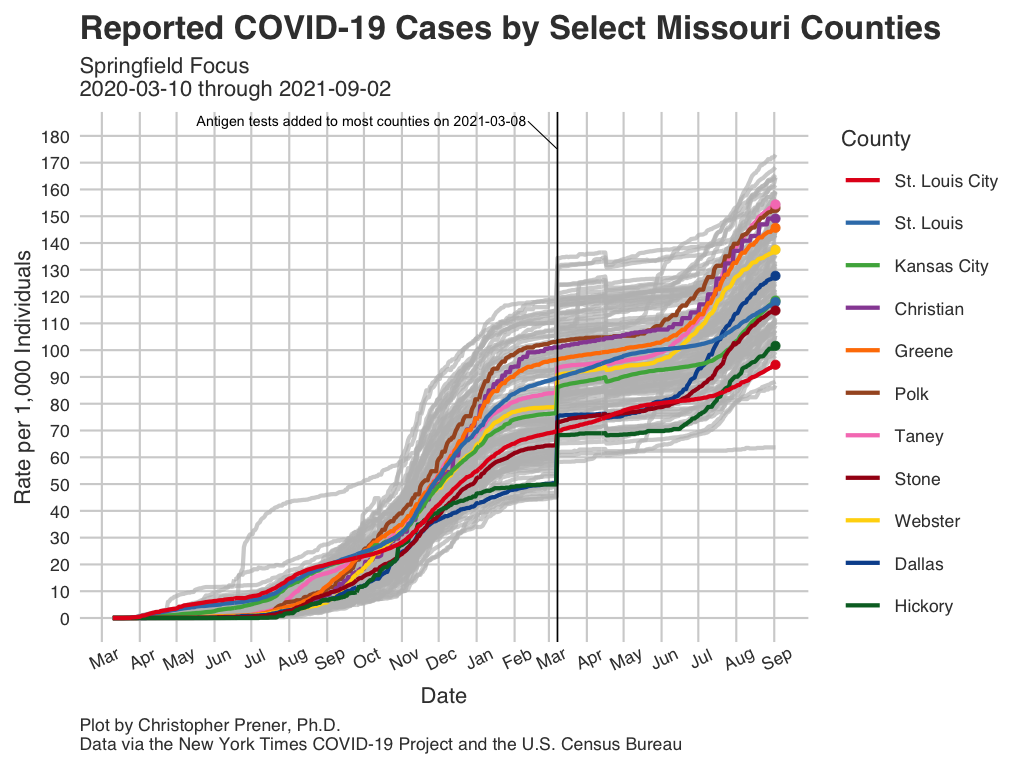 Reported COVID-19 Cases by Select Missouri Counties
Springfield Focus
2020-03-10 through 2021-09-02
Antigen tests added to most counties on 2021-03-08
Rate per 1,000 Individuals
180
170
160
150
140
130
120
110
100
90
80
70
60
50
40
30
20
10
0
Mar Apr May Jun Jul Aug Sep Oct Nov Dec Jan Feb Mar Apr May Jun Jul Aug Sep
Date
County
St. Louis City
St. Louis
Kansas City
Christian
Greene
Polk
Taney
Stone
Webster
Dallas
Hickory
Plot by Christopher Prener, Ph.D.
Data via the New York Times COVID-19 Project and the U.S. Census Bureau